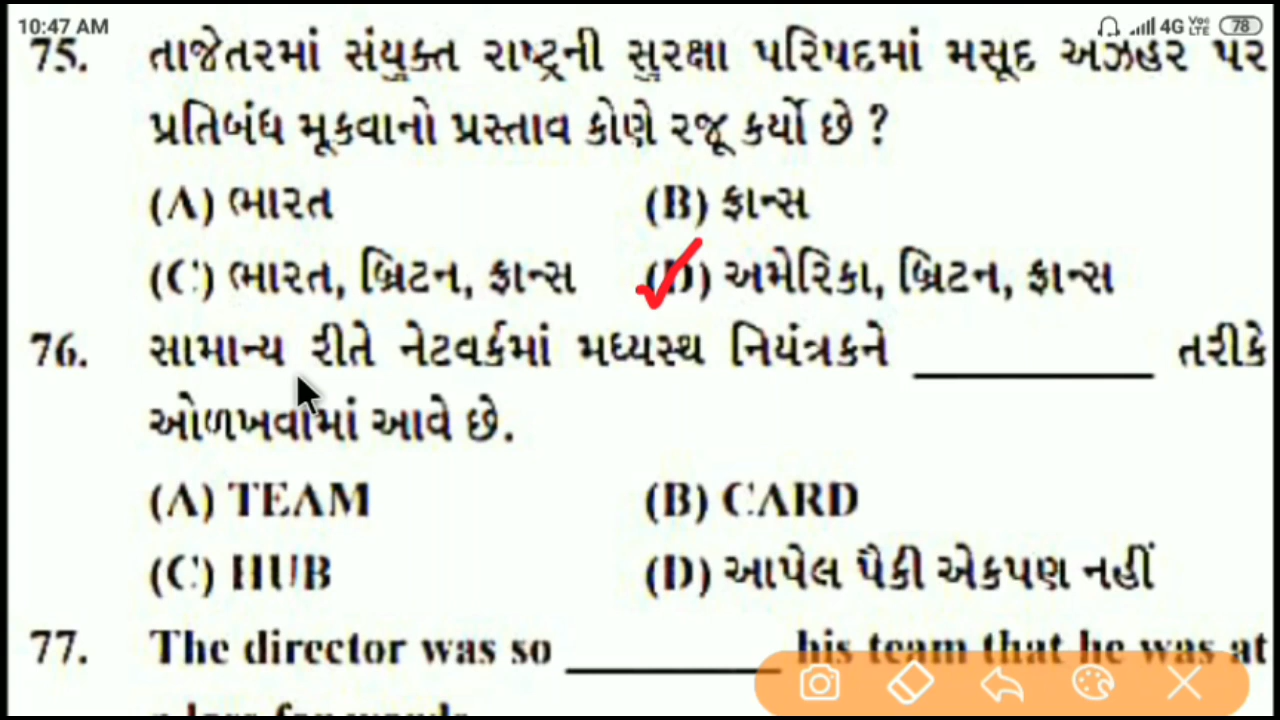 10:47 AM
4G VoLTE 78
75. તાજેતરમાં સંયુક્ત રાષ્ટ્રની સુરક્ષા પરિષદમાં મસૂદ અઝહર પર
પ્રતિબંધ મૂકવાનો પ્રસ્તાવ કોણે રજૂ કર્યો છે ?
(A) ભારત (B) ફ્રાન્સ
(C) ભારત, બ્રિટન, ફ્રાન્સ (D) અમેરિકા, બ્રિટન, ફ્રાન્સ
76. સામાન્ય રીતે નેટવર્કમાં મધ્યસ્થ નિયંત્રકને ________ તરીકે
ઓળખવામાં આવે છે.
(A) TEAM (B) CARD
(C) HUB (D) આપેલ પૈકી એકપણ નહીં
77. The director was so ________ his team that he was at